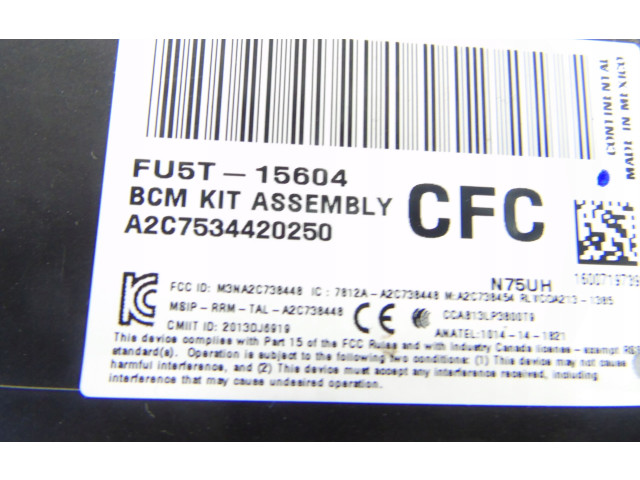 CONTINENTAL
MADE IN MEXICO
FU5T-15604
BCM KIT ASSEMBLY
CFC
A2C7534420250
N75UH
FCC ID: M3NA2C738448 IC: 7812A-A2C738448 M:A2C738454
MSIP-RRM-TAL-A2C738448
CE
CCAB13LP3800T9
CMIIT ID: 2013DJ6919
ANATEL:1014-14-1821
This device complies with Part 15 of the FCC Rules and with Industry Canada license-exempt RSS
standard(s). Operation is subject to the following two conditions: (1) This device may not cause
harmful interference, and (2) This device must accept any interference received, including
interference that may cause undesired operation.